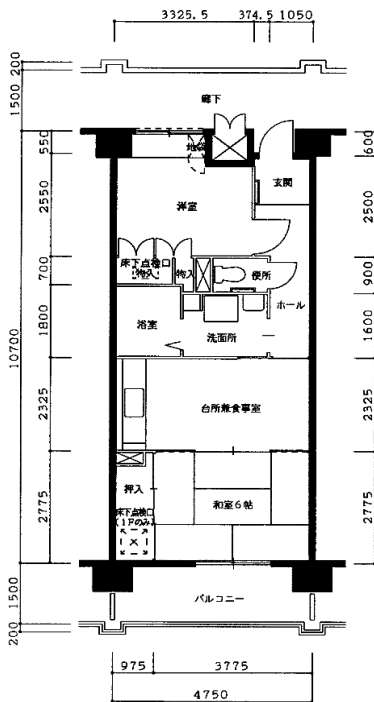 3325.5
374.5
1050
200
1500
廊下
550
地袋
600
玄関
2550
洋室
2500
700
床下点検口
物入
物入
便所
900
ホール
1800
浴室
洗面所
1600
10700
2325
台所兼食事室
2325
2775
押入
床下点検口
(1Fのみ)
和室6帖
2775
バルコニー
1500
200
975
3775
4750